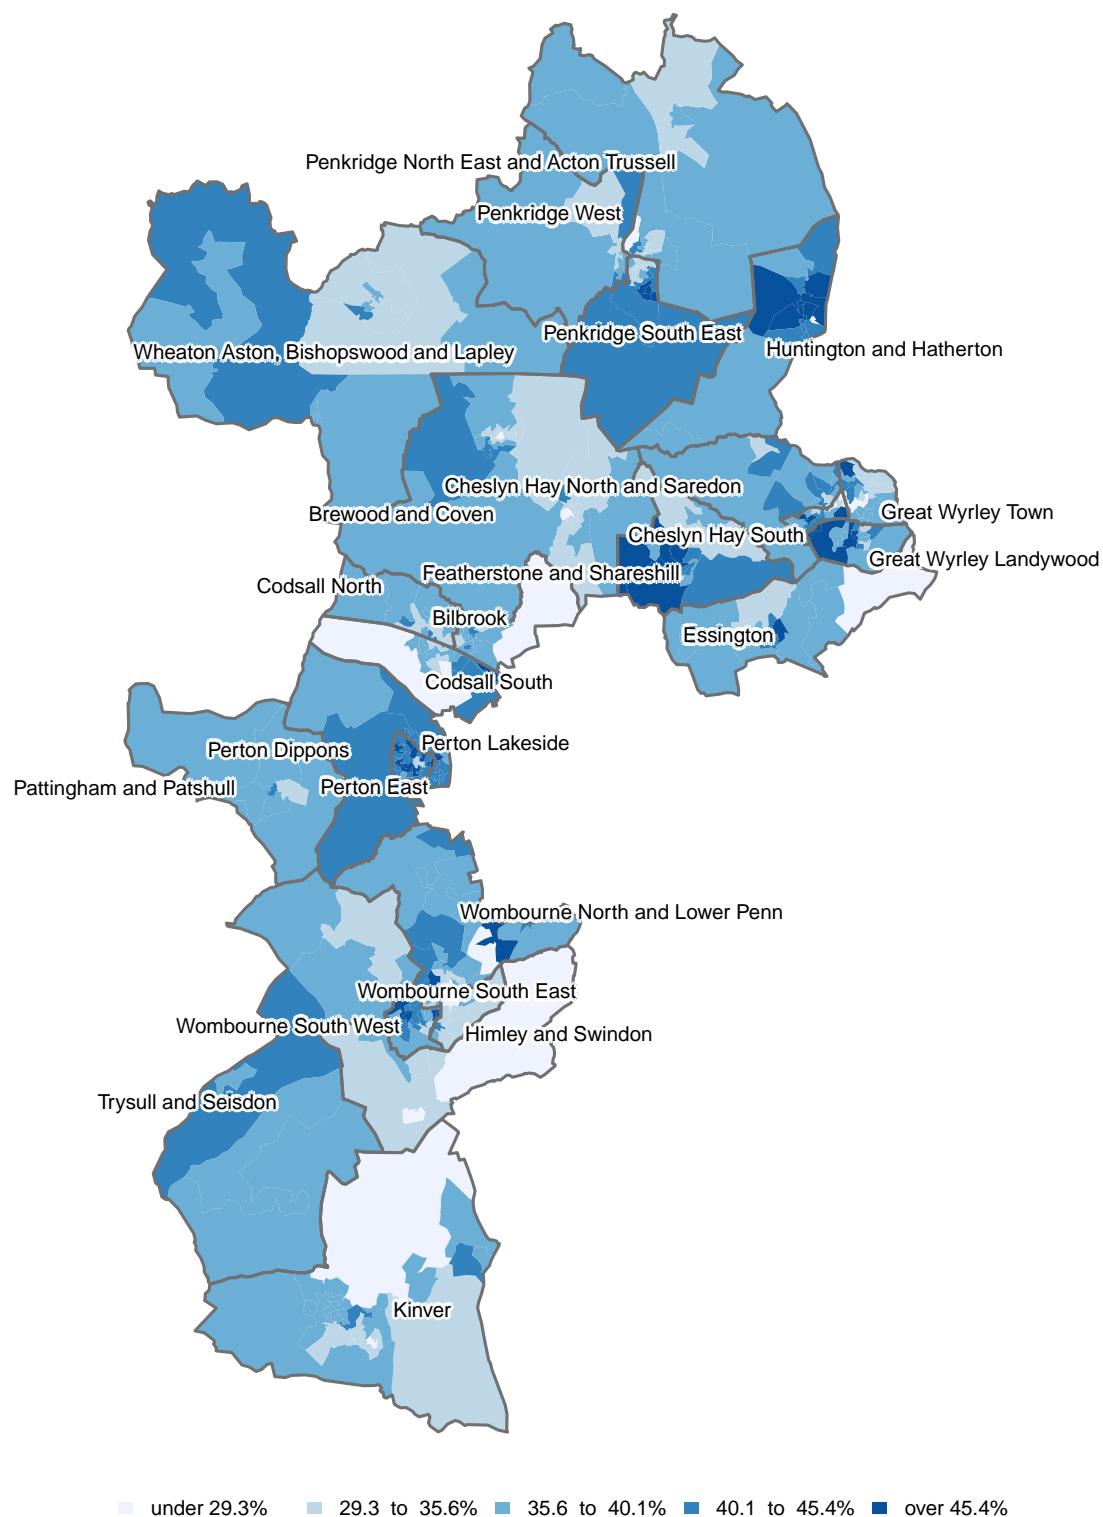 Penkridge North East and Acton Trussell
Penkridge West
Penkridge South East
Huntington and Hatherton
Wheaton Aston, Bishopswood and Lapley
Cheslyn Hay North and Saredon
Great Wyrley Town
Brewood and Coven
Cheslyn Hay South
Great Wyrley Landywood
Featherstone and Shareshill
Codsall North
Bilbrook
Essington
Codsall South
Perton Lakeside
Perton Dippons
Pattingham and Patshull
Perton East
Wombourne North and Lower Penn
Wombourne South East
Wombourne South West
Himley and Swindon
Trysull and Seisdon
Kinver
under 29.3% 29.3 to 35.6% 35.6 to 40.1% 40.1 to 45.4% over 45.4%